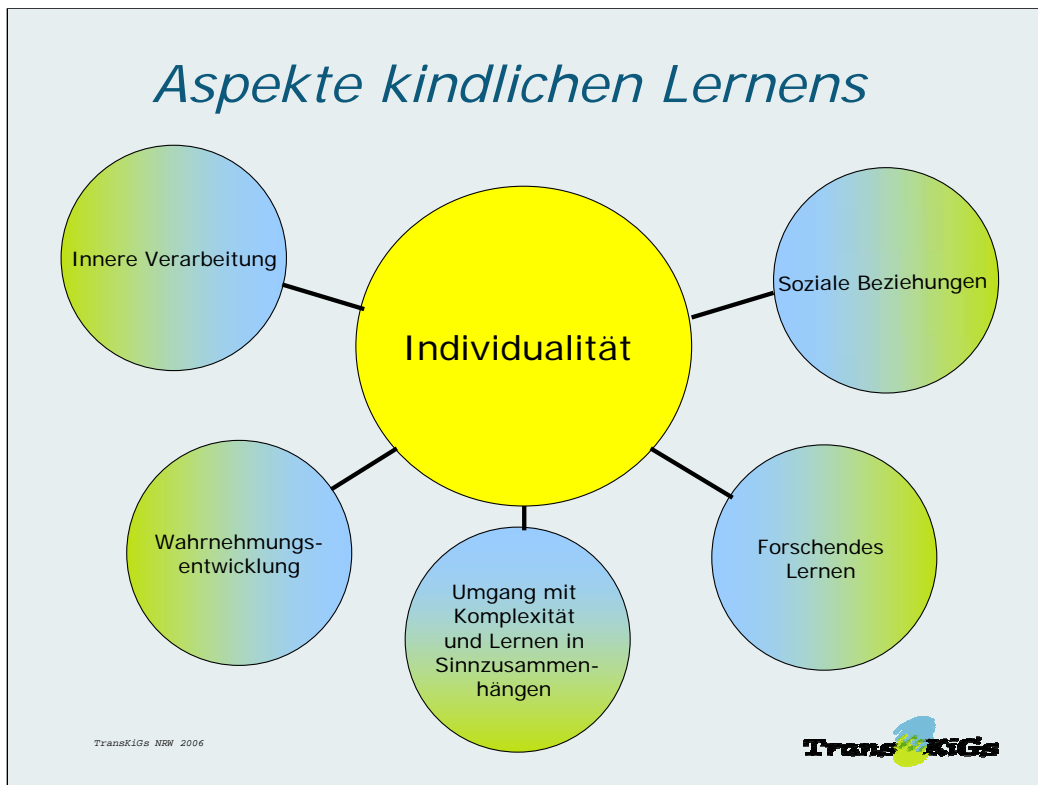 Aspekte kindlichen Lernens
Innere Verarbeitung
Soziale Beziehungen
Individualität
Wahrnehmungs-
entwicklung
Umgang mit
Komplexität
und Lernen in
Sinnzusammen-
hängen
Forschendes
Lernen
TransKiGs NRW 2006
Trans KiGs